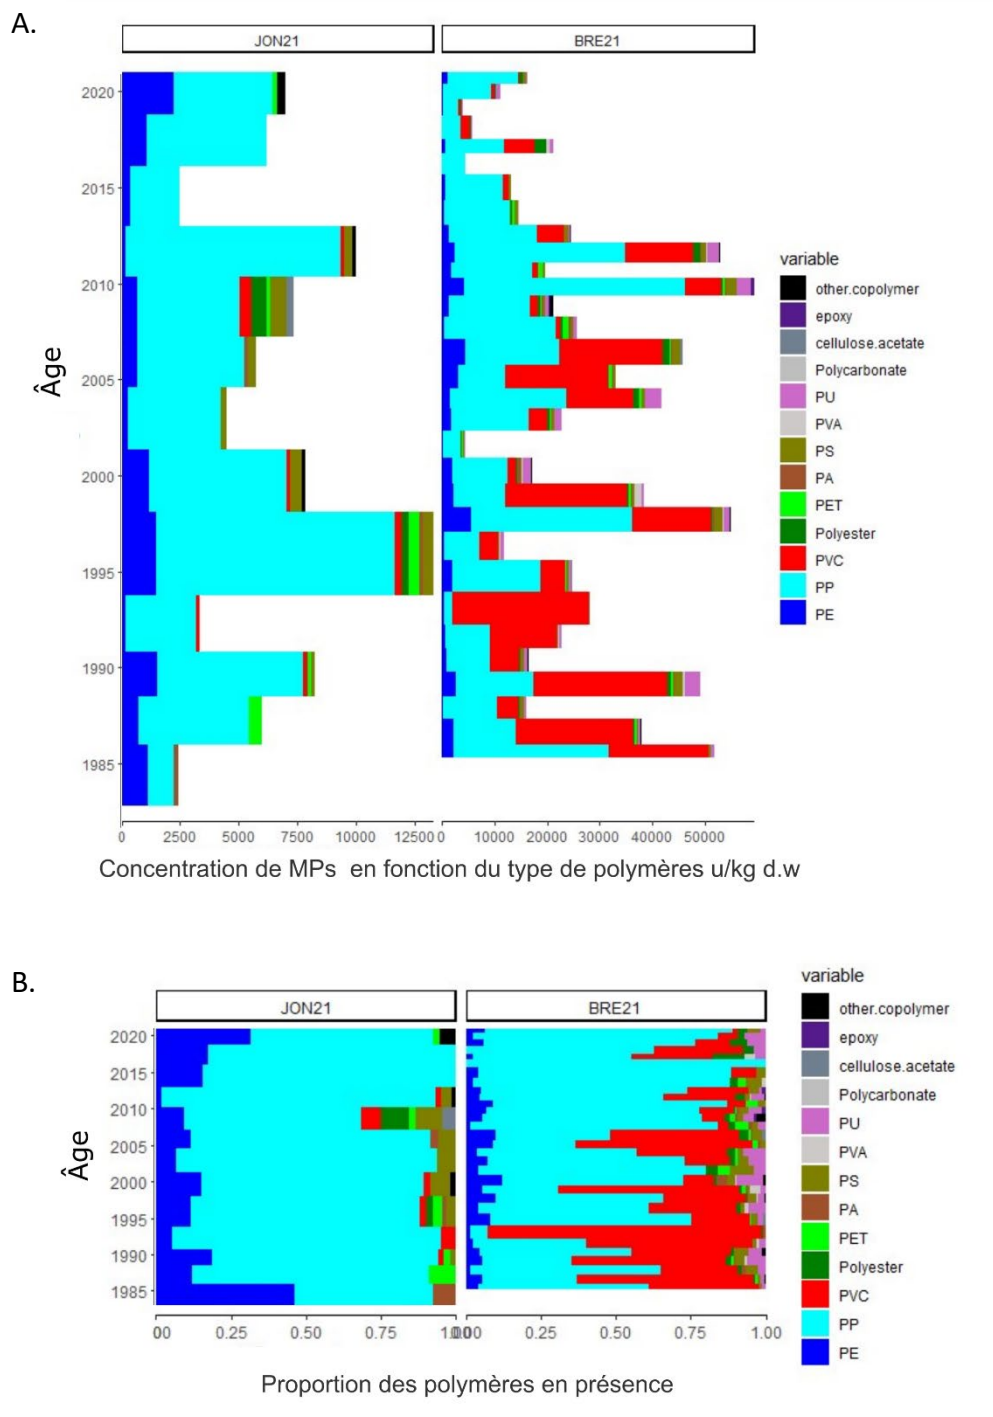 A.
JON21 BRE21
2020
2015
2010
2005
2000
1995
1990
1985
Âge
0 2500 5000 7500 10000 12500 0 10000 20000 30000 40000 50000
Concentration de MPs en fonction du type de polymères u/kg d.w
variable
other.copolymer
epoxy
cellulose.acetate
Polycarbonate
PU
PVA
PS
PA
PET
Polyester
PVC
PP
PE
B.
JON21 BRE21
2020
2015
2010
2005
2000
1995
1990
1985
Âge
00 0.25 0.50 0.75 0.25 0.50 0.75 1.00
Proportion des polymères en présence
variable
other.copolymer
epoxy
cellulose.acetate
Polycarbonate
PU
PVA
PS
PA
PET
Polyester
PVC
PP
PE